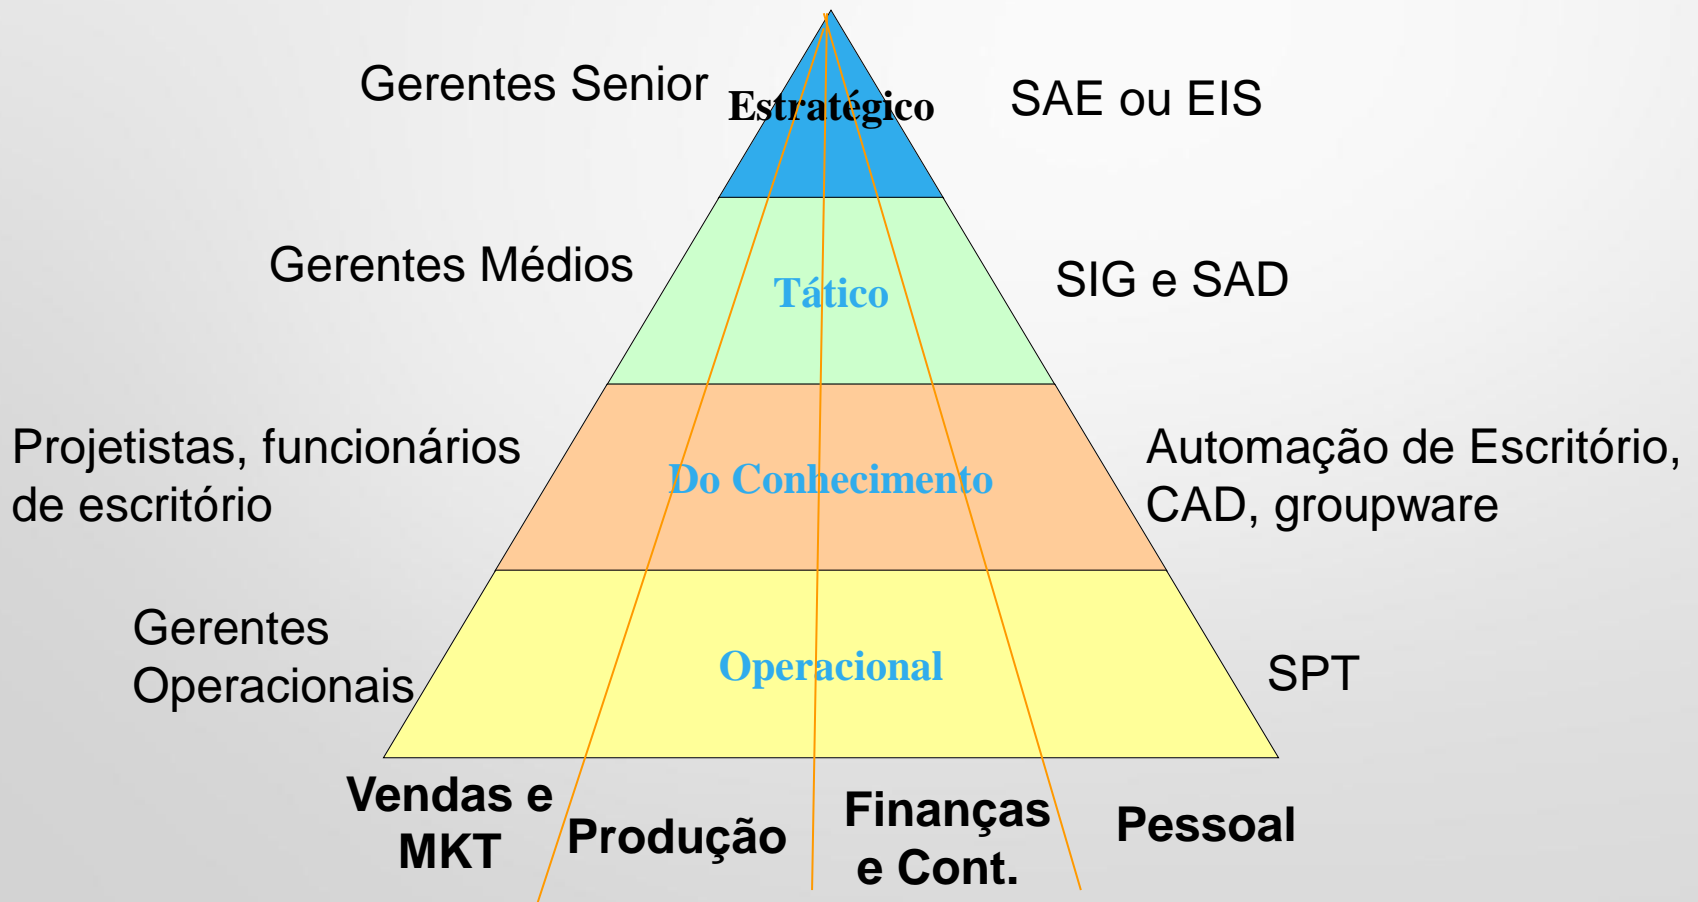 Gerentes Senior
Estratégico
SAE ou EIS
Gerentes Médios
Tático
SIG e SAD
Projetistas, funcionários
de escritório
Do Conhecimento
Automação de Escritório,
CAD, groupware
Gerentes
Operacionais
Operacional
SPT
Vendas e
MKT
Produção
Finanças
e Cont.
Pessoal